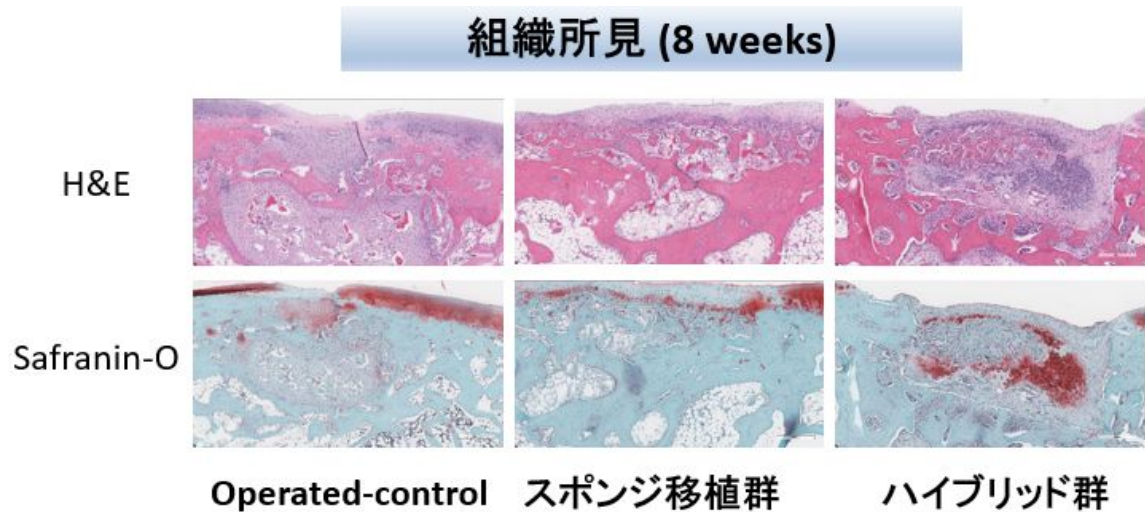 組織所見 (8 weeks)
H&E
Safranin-O
Operated-control
スポンジ移植群
ハイブリッド群